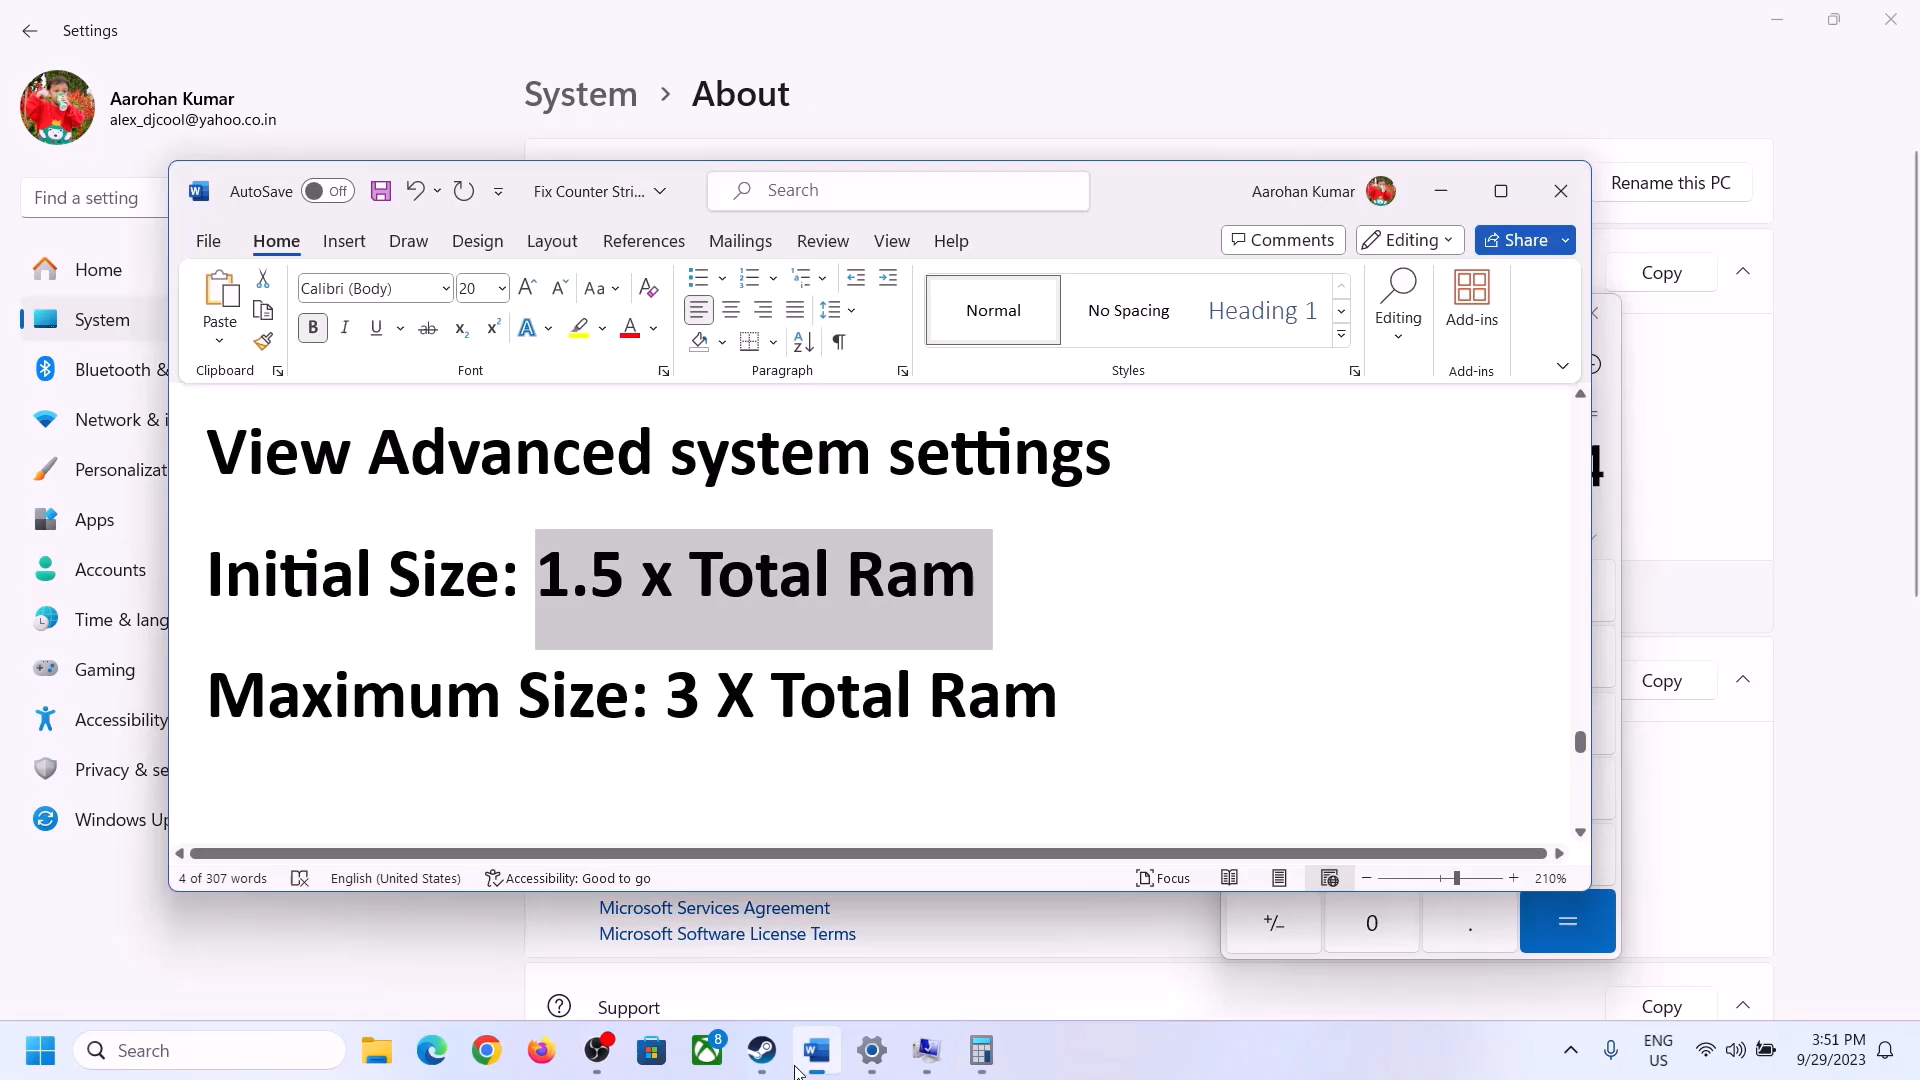 Settings
Aarohan Kumar
alex_djcool@yahoo.co.in
System > About
Find a setting
Rename this PC
Home
System
Bluetooth &
Network & i
Personalizat
Apps
Accounts
Time & lang
Gaming
Accessibility
Privacy & se
Windows Up
AutoSave Off
Fix Counter Stri...
Search
Aarohan Kumar
File Home Insert Draw Design Layout References Mailings Review View Help
Comments Editing Share
Paste
Calibri (Body) 20
Aa
B I U ab x₂ x² A A
Normal No Spacing Heading 1
Editing
Add-ins
Clipboard Font Paragraph Styles Add-ins
Copy
View Advanced system settings
Initial Size: 1.5 x Total Ram
Maximum Size: 3 X Total Ram
4
Copy
4 of 307 words English (United States) Accessibility: Good to go Focus 210%
Microsoft Services Agreement
Microsoft Software License Terms
+/- 0 . =
Support
Copy
Search
8
ENG
US
3:51 PM
9/29/2023